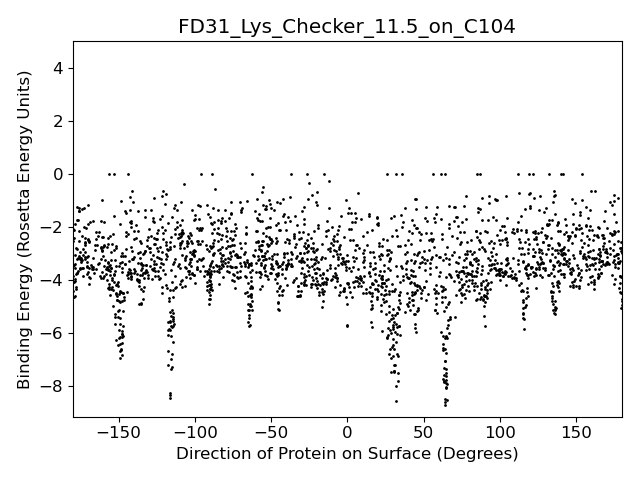 FD31_Lys_Checker_11.5_on_C104
Binding Energy (Rosetta Energy Units)
4
2
0
−2
−4
−6
−8
−150 −100 −50 0 50 100 150
Direction of Protein on Surface (Degrees)